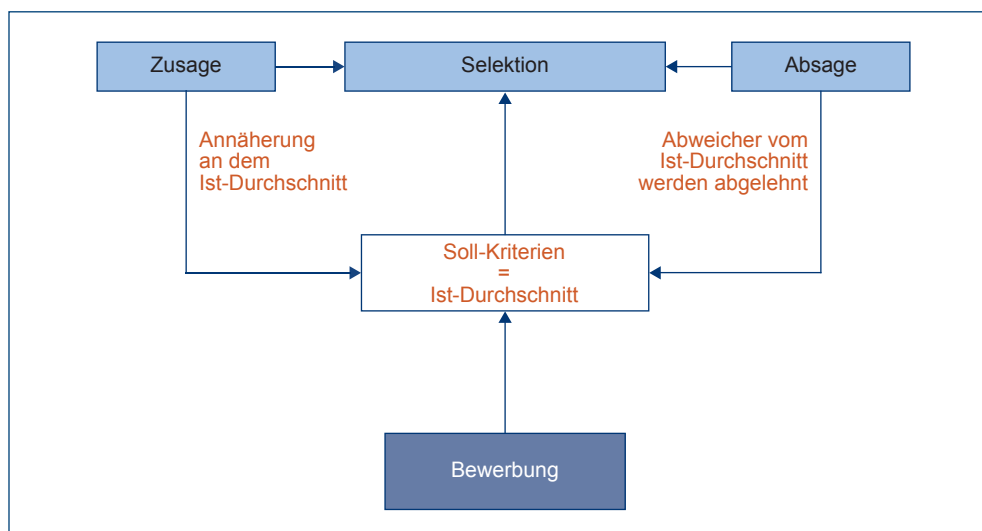 Zusage
Selektion
Absage
Annäherung
an dem
Ist-Durchschnitt
Abweicher vom
Ist-Durchschnitt
werden abgelehnt
Soll-Kriterien
=
Ist-Durchschnitt
Bewerbung